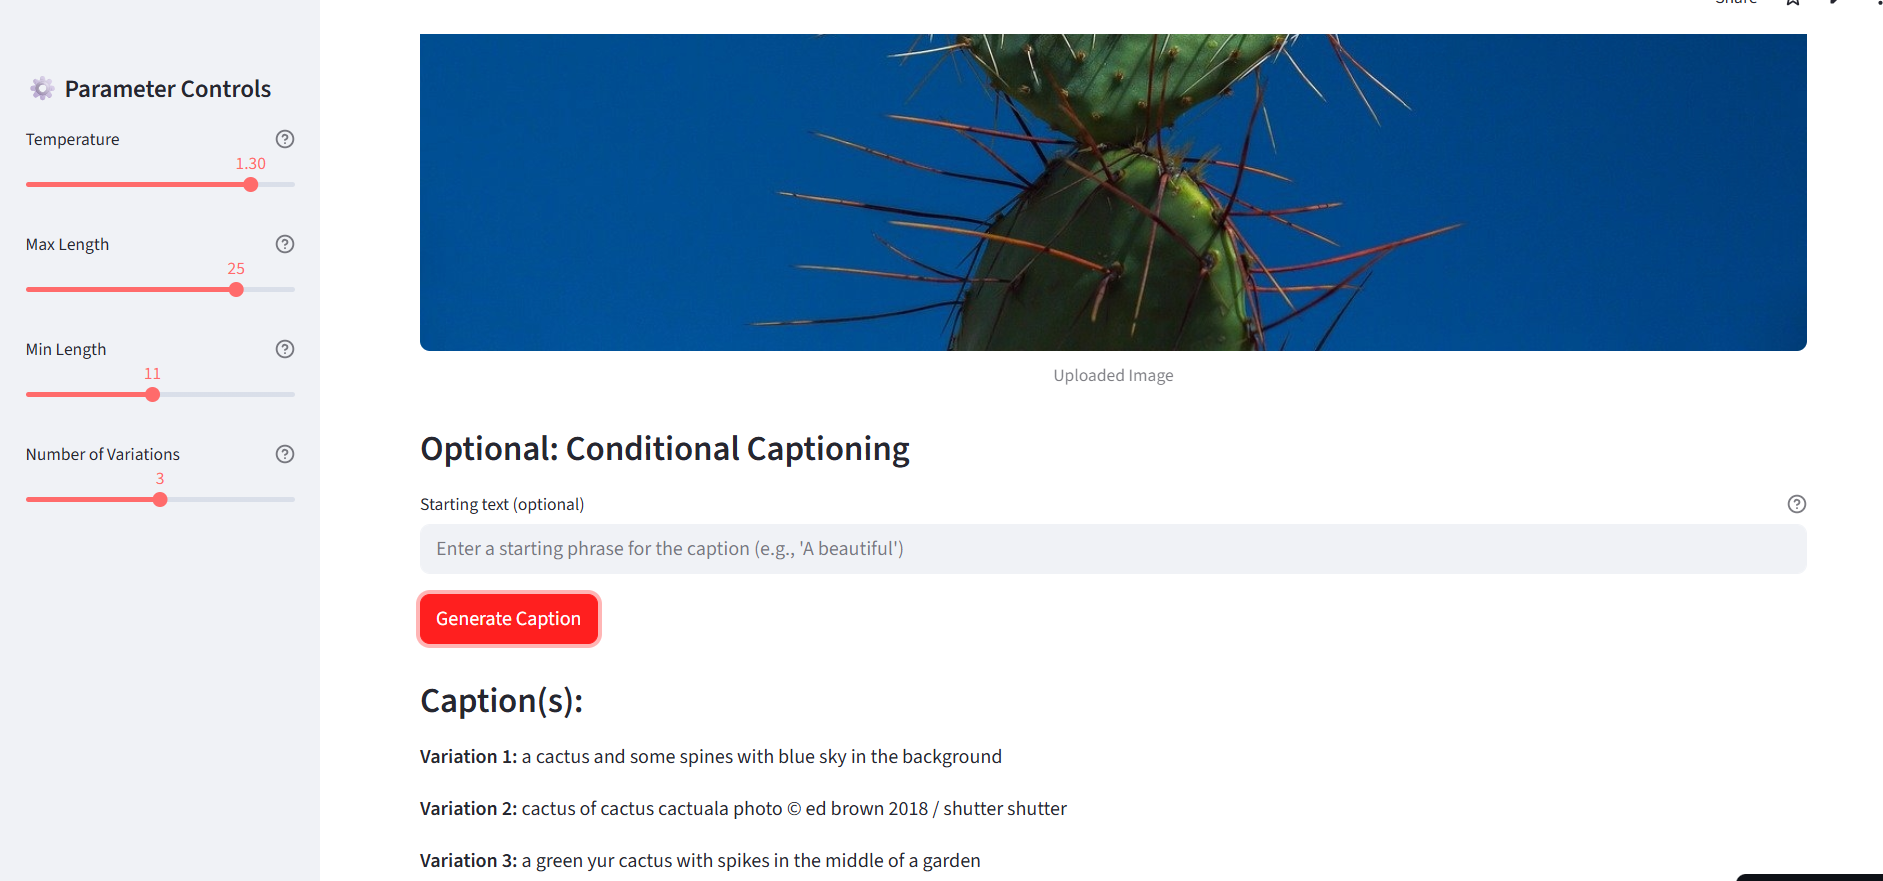 Share
Parameter Controls
Temperature
1.30
Max Length
25
Min Length
11
Number of Variations
3
Uploaded Image
Optional: Conditional Captioning
Starting text (optional)
Enter a starting phrase for the caption (e.g., 'A beautiful')
Generate Caption
Caption(s):
Variation 1: a cactus and some spines with blue sky in the background
Variation 2: cactus of cactus cactuala photo © ed brown 2018 / shutter shutter
Variation 3: a green yur cactus with spikes in the middle of a garden